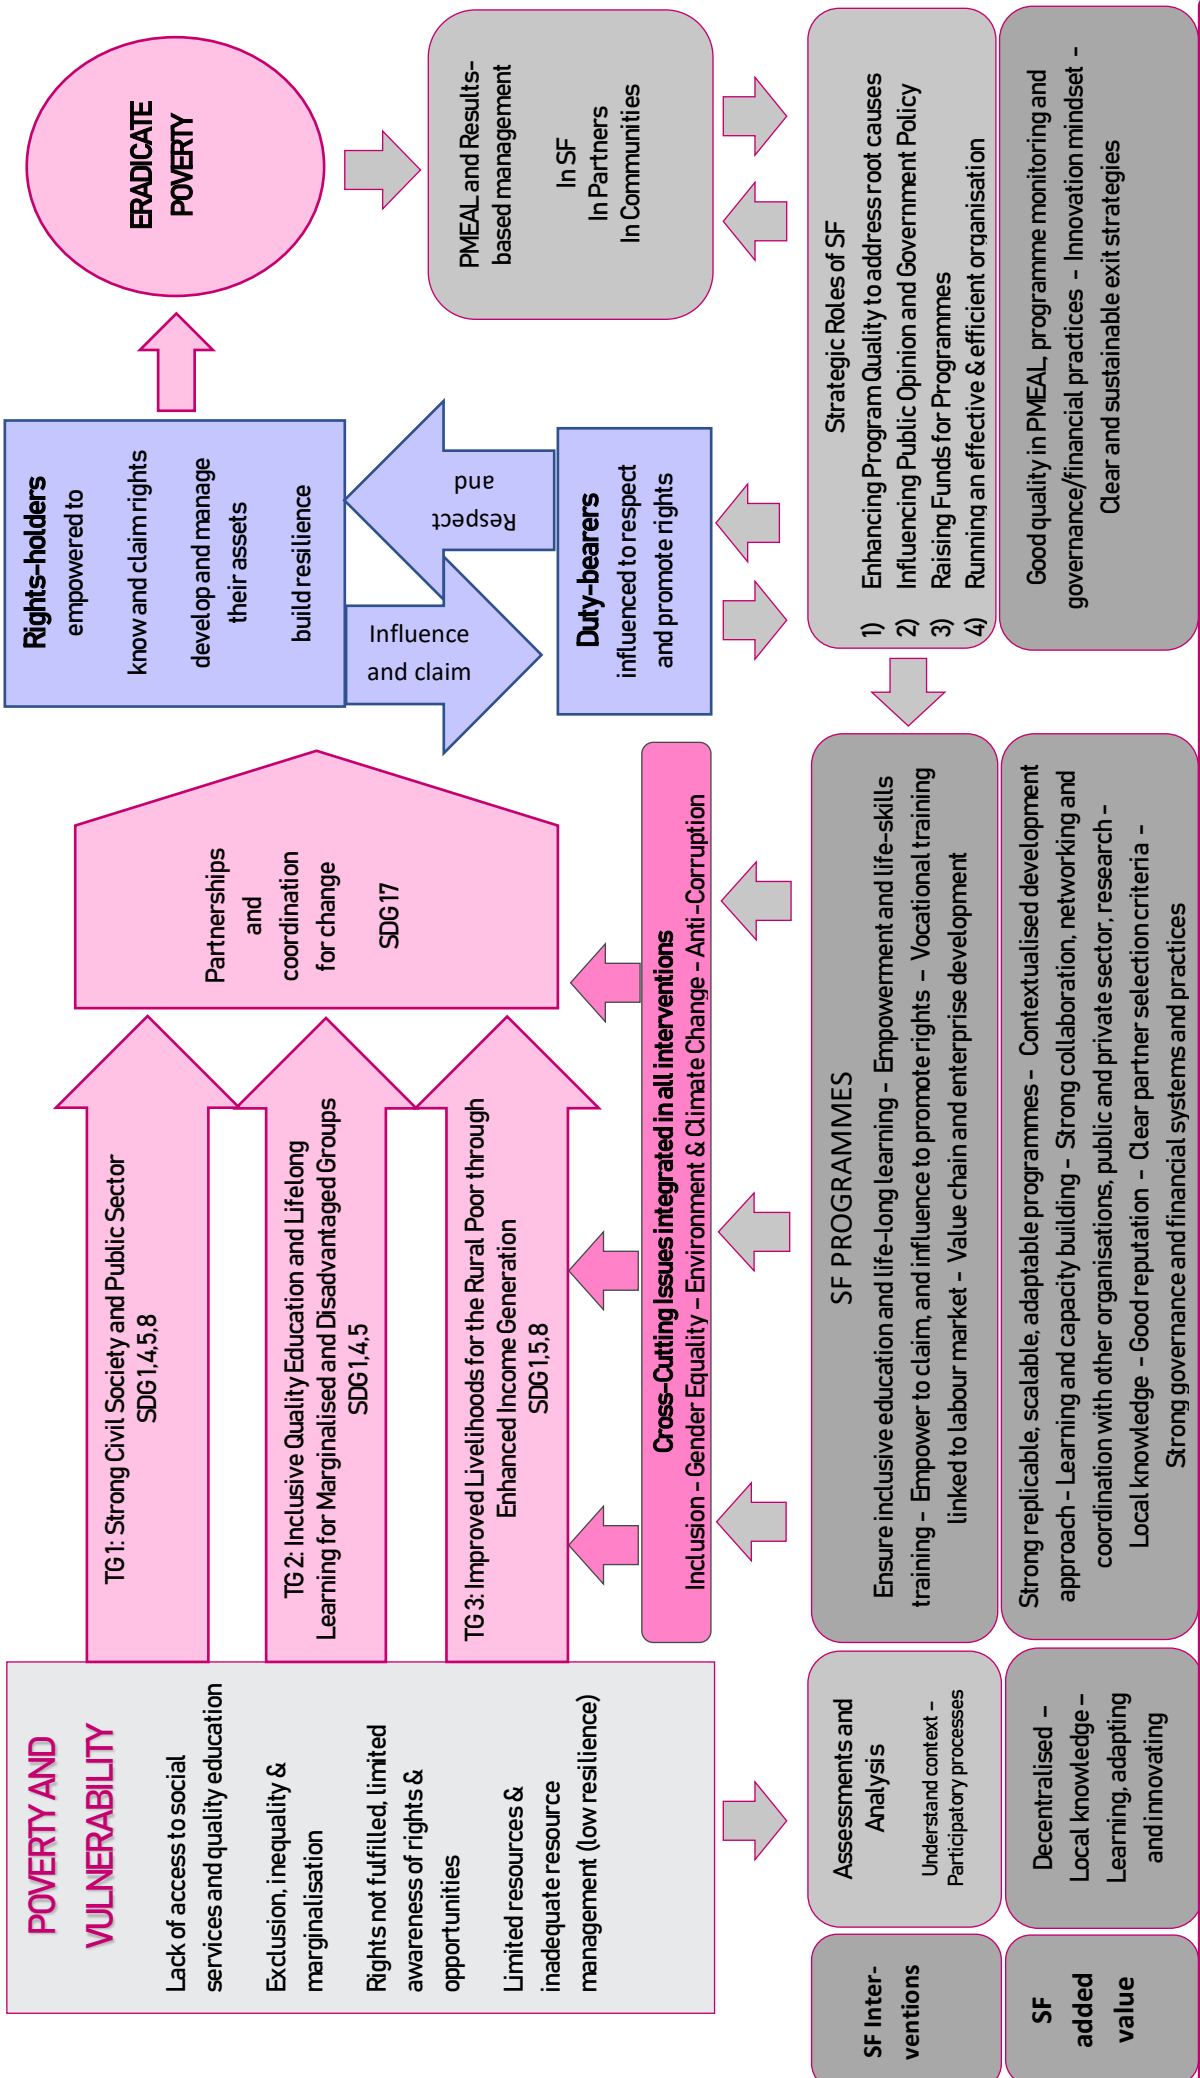 POVERTY AND
VULNERABILITY
Lack of access to social
services and quality education
Exclusion, inequality &
marginalisation
Rights not fulfilled, limited
awareness of rights &
opportunities
Limited resources &
inadequate resource
management (low resilience)
TG 1: Strong Civil Society and Public Sector
SDG 1,4,5,8
TG 2: Inclusive Quality Education and Lifelong
Learning for Marginalised and Disadvantaged Groups
SDG 1,4,5
TG 3: Improved Livelihoods for the Rural Poor through
Enhanced Income Generation
SDG 1,5,8
Partnerships
and
coordination
for change
SDG 17
Rights-holders
empowered to
know and claim rights
develop and manage
their assets
build resilience
Influence
and claim
Respect
and
Duty-bearers
influenced to respect
and promote rights
ERADICATE
POVERTY
PMEAL and Results-
based management
In SF
In Partners
In Communities
Cross-Cutting Issues integrated in all interventions
Inclusion – Gender Equality – Environment & Climate Change – Anti-Corruption
SF Inter-
ventions
Assessments and
Analysis
Understand context –
Participatory processes
SF PROGRAMMES
Ensure inclusive education and life-long learning – Empowerment and life-skills
training – Empower to claim, and influence to promote rights – Vocational training
linked to labour market – Value chain and enterprise development
Strategic Roles of SF
1) Enhancing Program Quality to address root causes
2) Influencing Public Opinion and Government Policy
3) Raising Funds for Programmes
4) Running an effective & efficient organisation
SF
added
value
Decentralised –
Local knowledge –
Learning, adapting
and innovating
Strong replicable, scalable, adaptable programmes – Contextualised development
approach – Learning and capacity building – Strong collaboration, networking and
coordination with other organisations, public and private sector, research –
Local knowledge – Good reputation – Clear partner selection criteria –
Strong governance and financial systems and practices
Good quality in PMEAL, programme monitoring and
governance/financial practices – Innovation mindset –
Clear and sustainable exit strategies